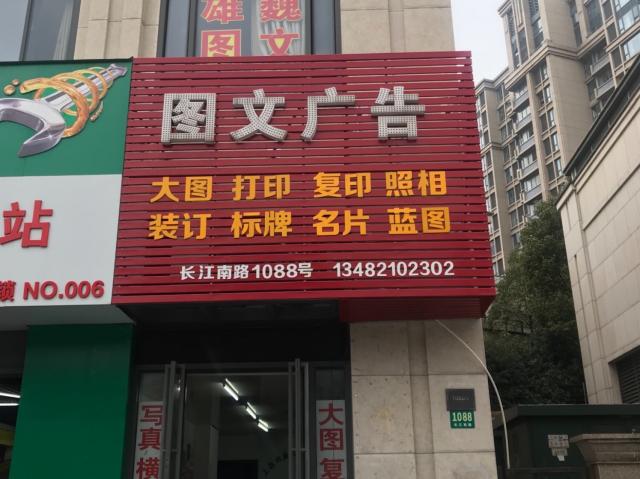 魏文
雄图
图文广告
大图 打印 复印 照相
装订 标牌 名片 蓝图
长江南路1088号 13482102302
站
锁 NO.006
写真横
大图复
1088